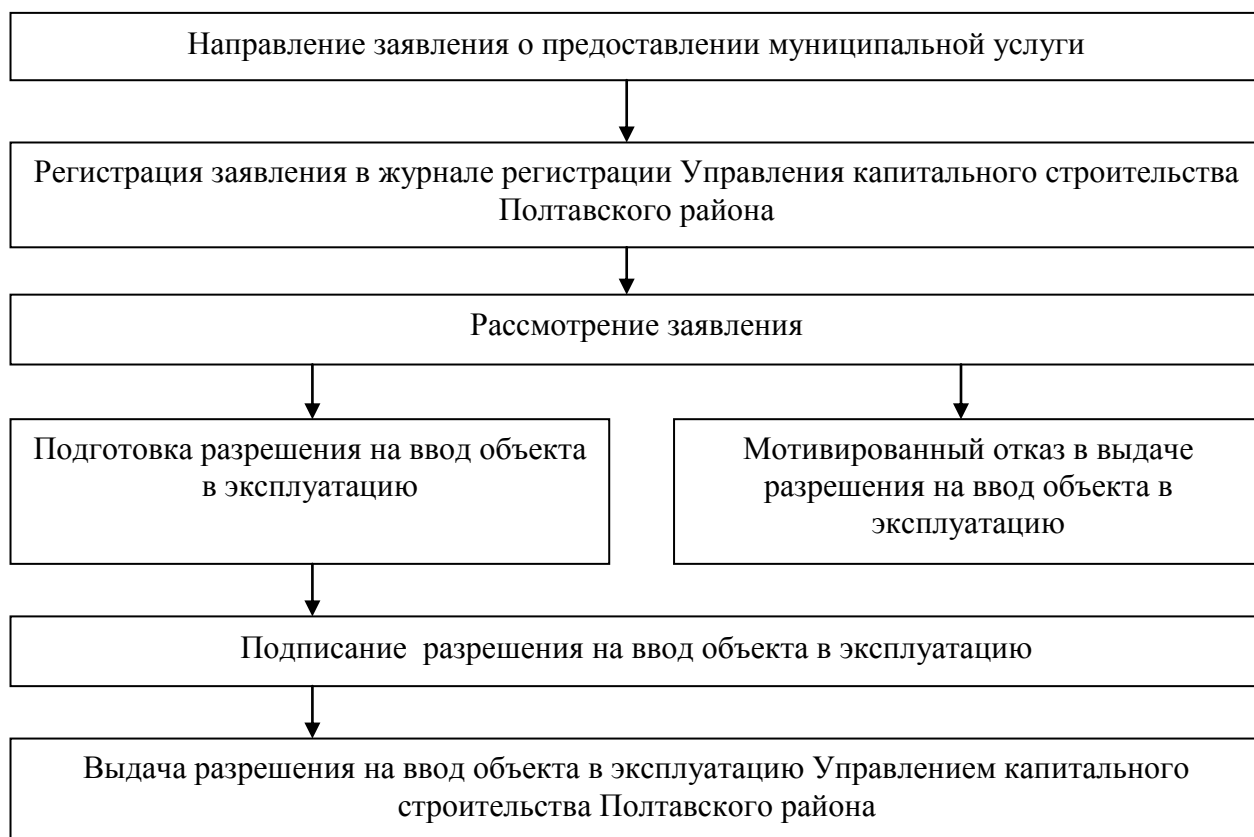 Направление заявления о предоставлении муниципальной услуги
Регистрация заявления в журнале регистрации Управления капитального строительства
Полтавского района
Рассмотрение заявления
Подготовка разрешения на ввод объекта
в эксплуатацию
Мотивированный отказ в выдаче
разрешения на ввод объекта в
эксплуатацию
Подписание  разрешения на ввод объекта в эксплуатацию
Выдача разрешения на ввод объекта в эксплуатацию Управлением капитального
строительства Полтавского района